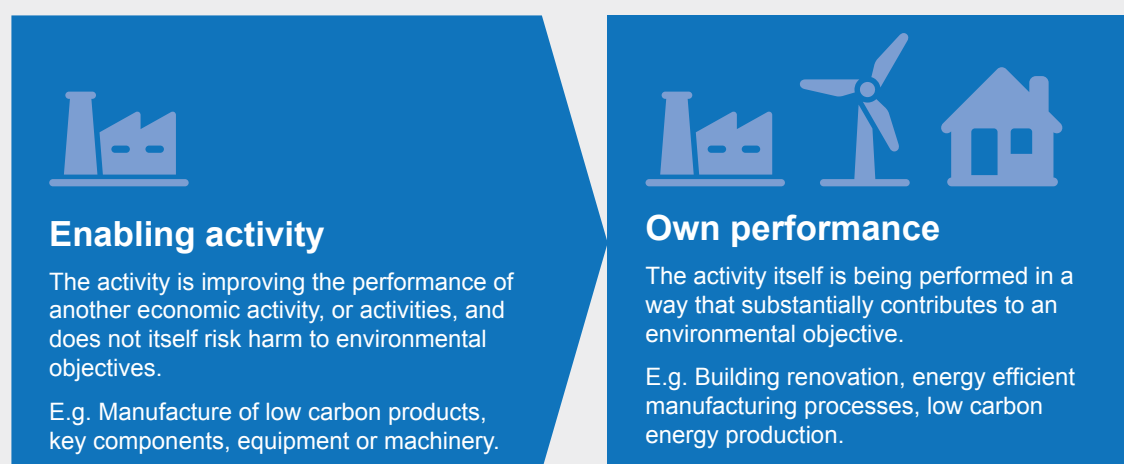 Enabling activity
The activity is improving the performance of
another economic activity, or activities, and
does not itself risk harm to environmental
objectives.
E.g. Manufacture of low carbon products,
key components, equipment or machinery.
Own performance
The activity itself is being performed in a
way that substantially contributes to an
environmental objective.
E.g. Building renovation, energy efficient
manufacturing processes, low carbon
energy production.